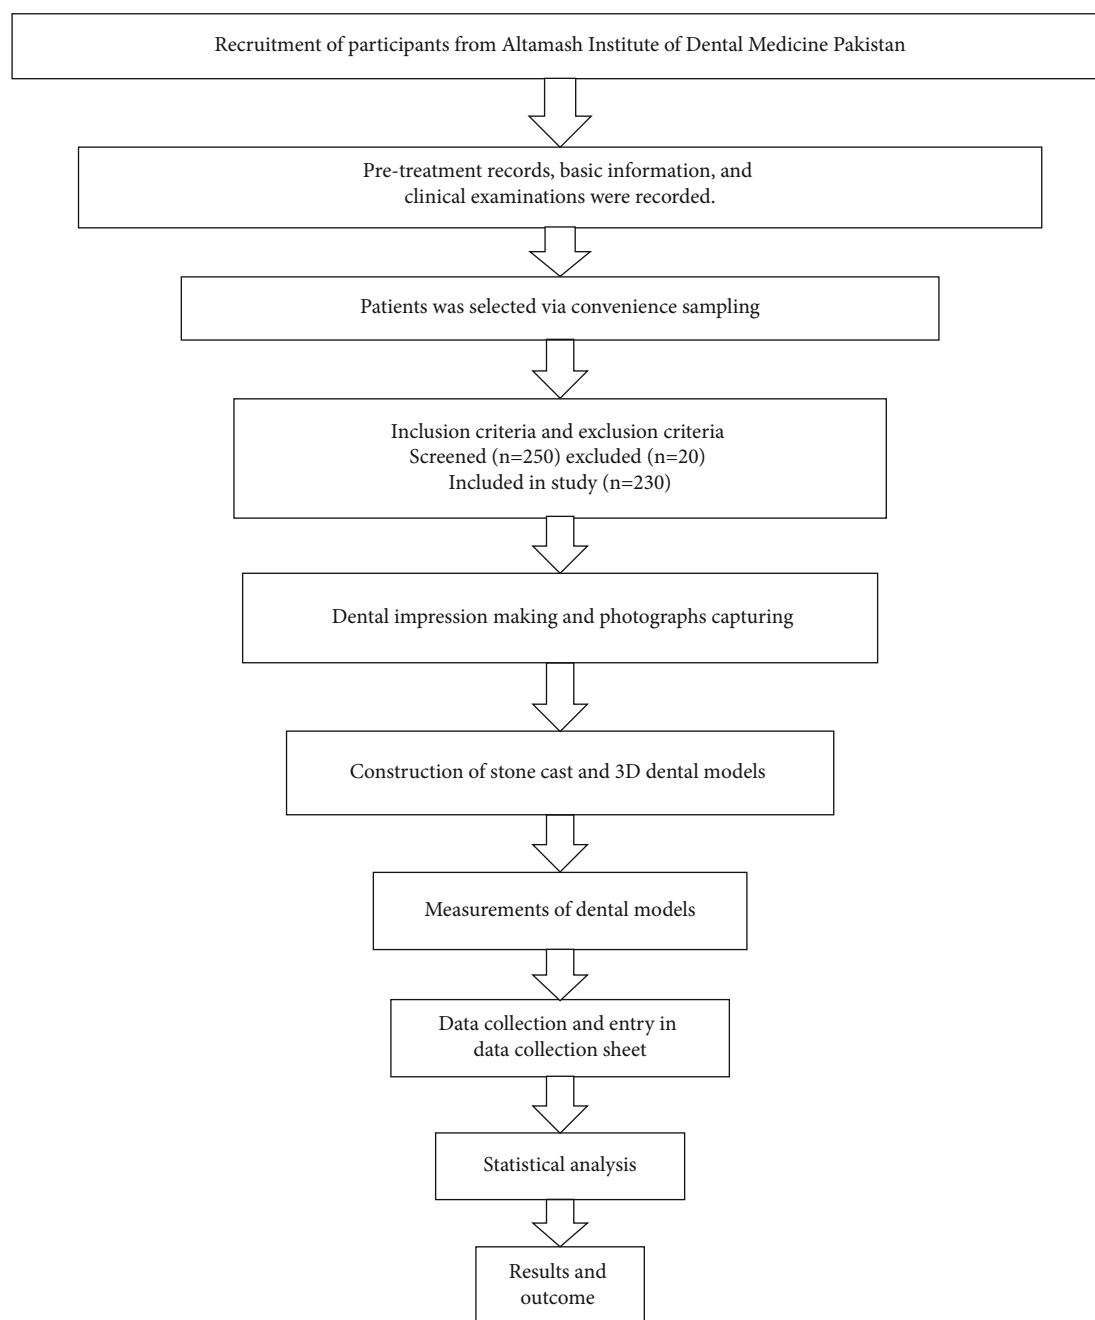 Recruitment of participants from Altamash Institute of Dental Medicine Pakistan
Pre-treatment records, basic information, and
clinical examinations were recorded.
Patients was selected via convenience sampling
Inclusion criteria and exclusion criteria
Screened (n=250) excluded (n=20)
Included in study (n=230)
Dental impression making and photographs capturing
Construction of stone cast and 3D dental models
Measurements of dental models
Data collection and entry in
data collection sheet
Statistical analysis
Results and
outcome